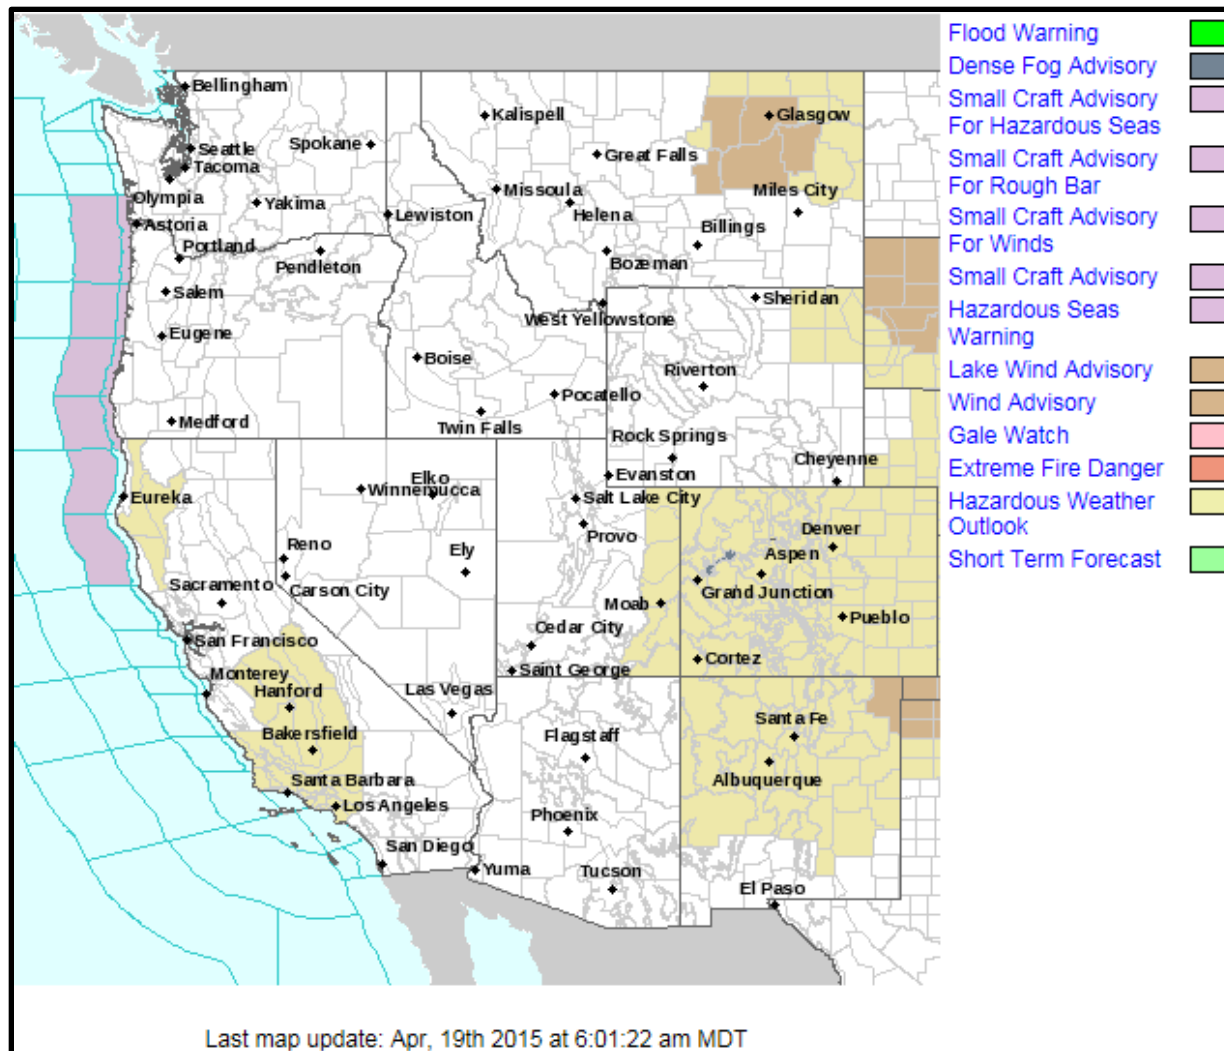 Bellingham
Kalispell
Glasgow
Seattle
Spokane
Great Falls
Tacoma
Olympia
Missoula
Miles City
Yakima
Lewiston
Helena
Astoria
Billings
Portland
Pendleton
Bozeman
Salem
Sheridan
West Yellowstone
Eugene
Boise
Riverton
Pocatello
Medford
Twin Falls
Rock Springs
Cheyenne
Elko
Evanston
Eureka
Winnemucca
Salt Lake City
Denver
Provo
Reno
Ely
Aspen
Sacramento
Carson City
Grand Junction
Moab
Pueblo
Cedar City
San Francisco
Cortez
Saint George
Monterey
Hanford
Las Vegas
Santa Fe
Bakersfield
Flagstaff
Albuquerque
Santa Barbara
Los Angeles
Phoenix
San Diego
Yuma
Tucson
El Paso
Flood Warning
Dense Fog Advisory
Small Craft Advisory
For Hazardous Seas
Small Craft Advisory
For Rough Bar
Small Craft Advisory
For Winds
Small Craft Advisory
Hazardous Seas
Warning
Lake Wind Advisory
Wind Advisory
Gale Watch
Extreme Fire Danger
Hazardous Weather
Outlook
Short Term Forecast
Last map update: Apr, 19th 2015 at 6:01:22 am MDT